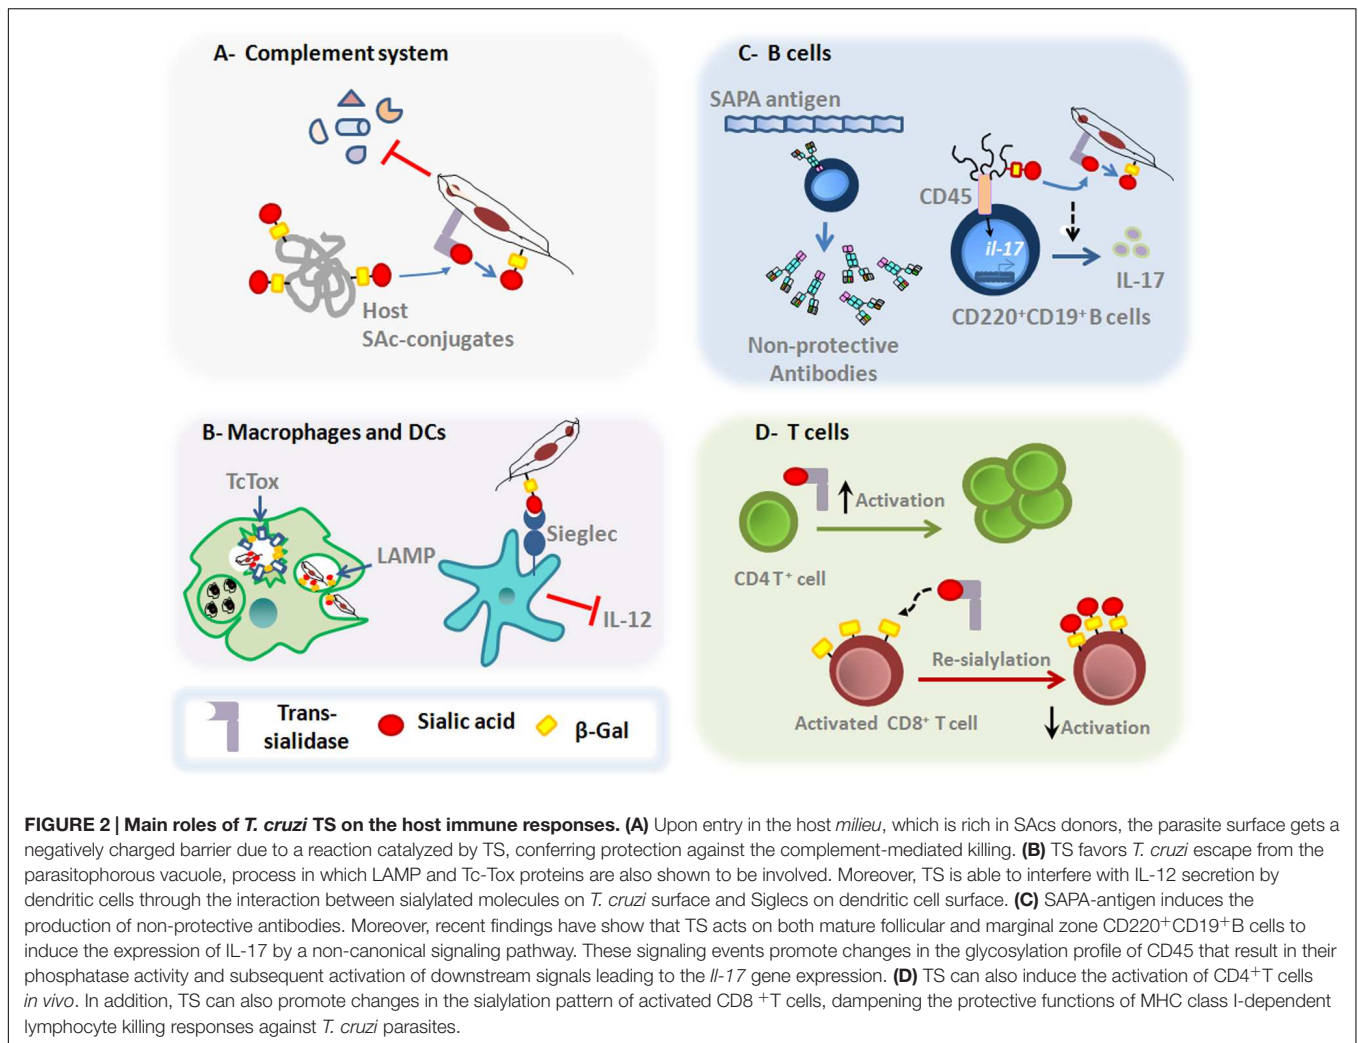 A- Complement system
Host
SAc-conjugates
B- Macrophages and DCs
TcTox
LAMP
Sieglec
IL-12
Trans-
sialidase
Sialic acid
β-Gal
C- B cells
SAPA antigen
CD45
il-17
IL-17
CD220⁺CD19⁺ B cells
Non-protective
Antibodies
D- T cells
Activation
CD4 T⁺ cell
Re-sialylation
Activated CD8⁺ T cell
Activation
FIGURE 2 | Main roles of T. cruzi TS on the host immune responses. (A) Upon entry in the host milieu, which is rich in SAcs donors, the parasite surface gets a
negatively charged barrier due to a reaction catalyzed by TS, conferring protection against the complement-mediated killing. (B) TS favors T. cruzi escape from the
parasitophorous vacuole, process in which LAMP and Tc-Tox proteins are also shown to be involved. Moreover, TS is able to interfere with IL-12 secretion by
dendritic cells through the interaction between sialylated molecules on T. cruzi surface and Siglecs on dendritic cell surface. (C) SAPA-antigen induces the
production of non-protective antibodies. Moreover, recent findings have show that TS acts on both mature follicular and marginal zone CD220⁺CD19⁺B cells to
induce the expression of IL-17 by a non-canonical signaling pathway. These signaling events promote changes in the glycosylation profile of CD45 that result in their
phosphatase activity and subsequent activation of downstream signals leading to the Il-17 gene expression. (D) TS can also induce the activation of CD4⁺T cells
in vivo. In addition, TS can also promote changes in the sialylation pattern of activated CD8 ⁺T cells, dampening the protective functions of MHC class I-dependent
lymphocyte killing responses against T. cruzi parasites.